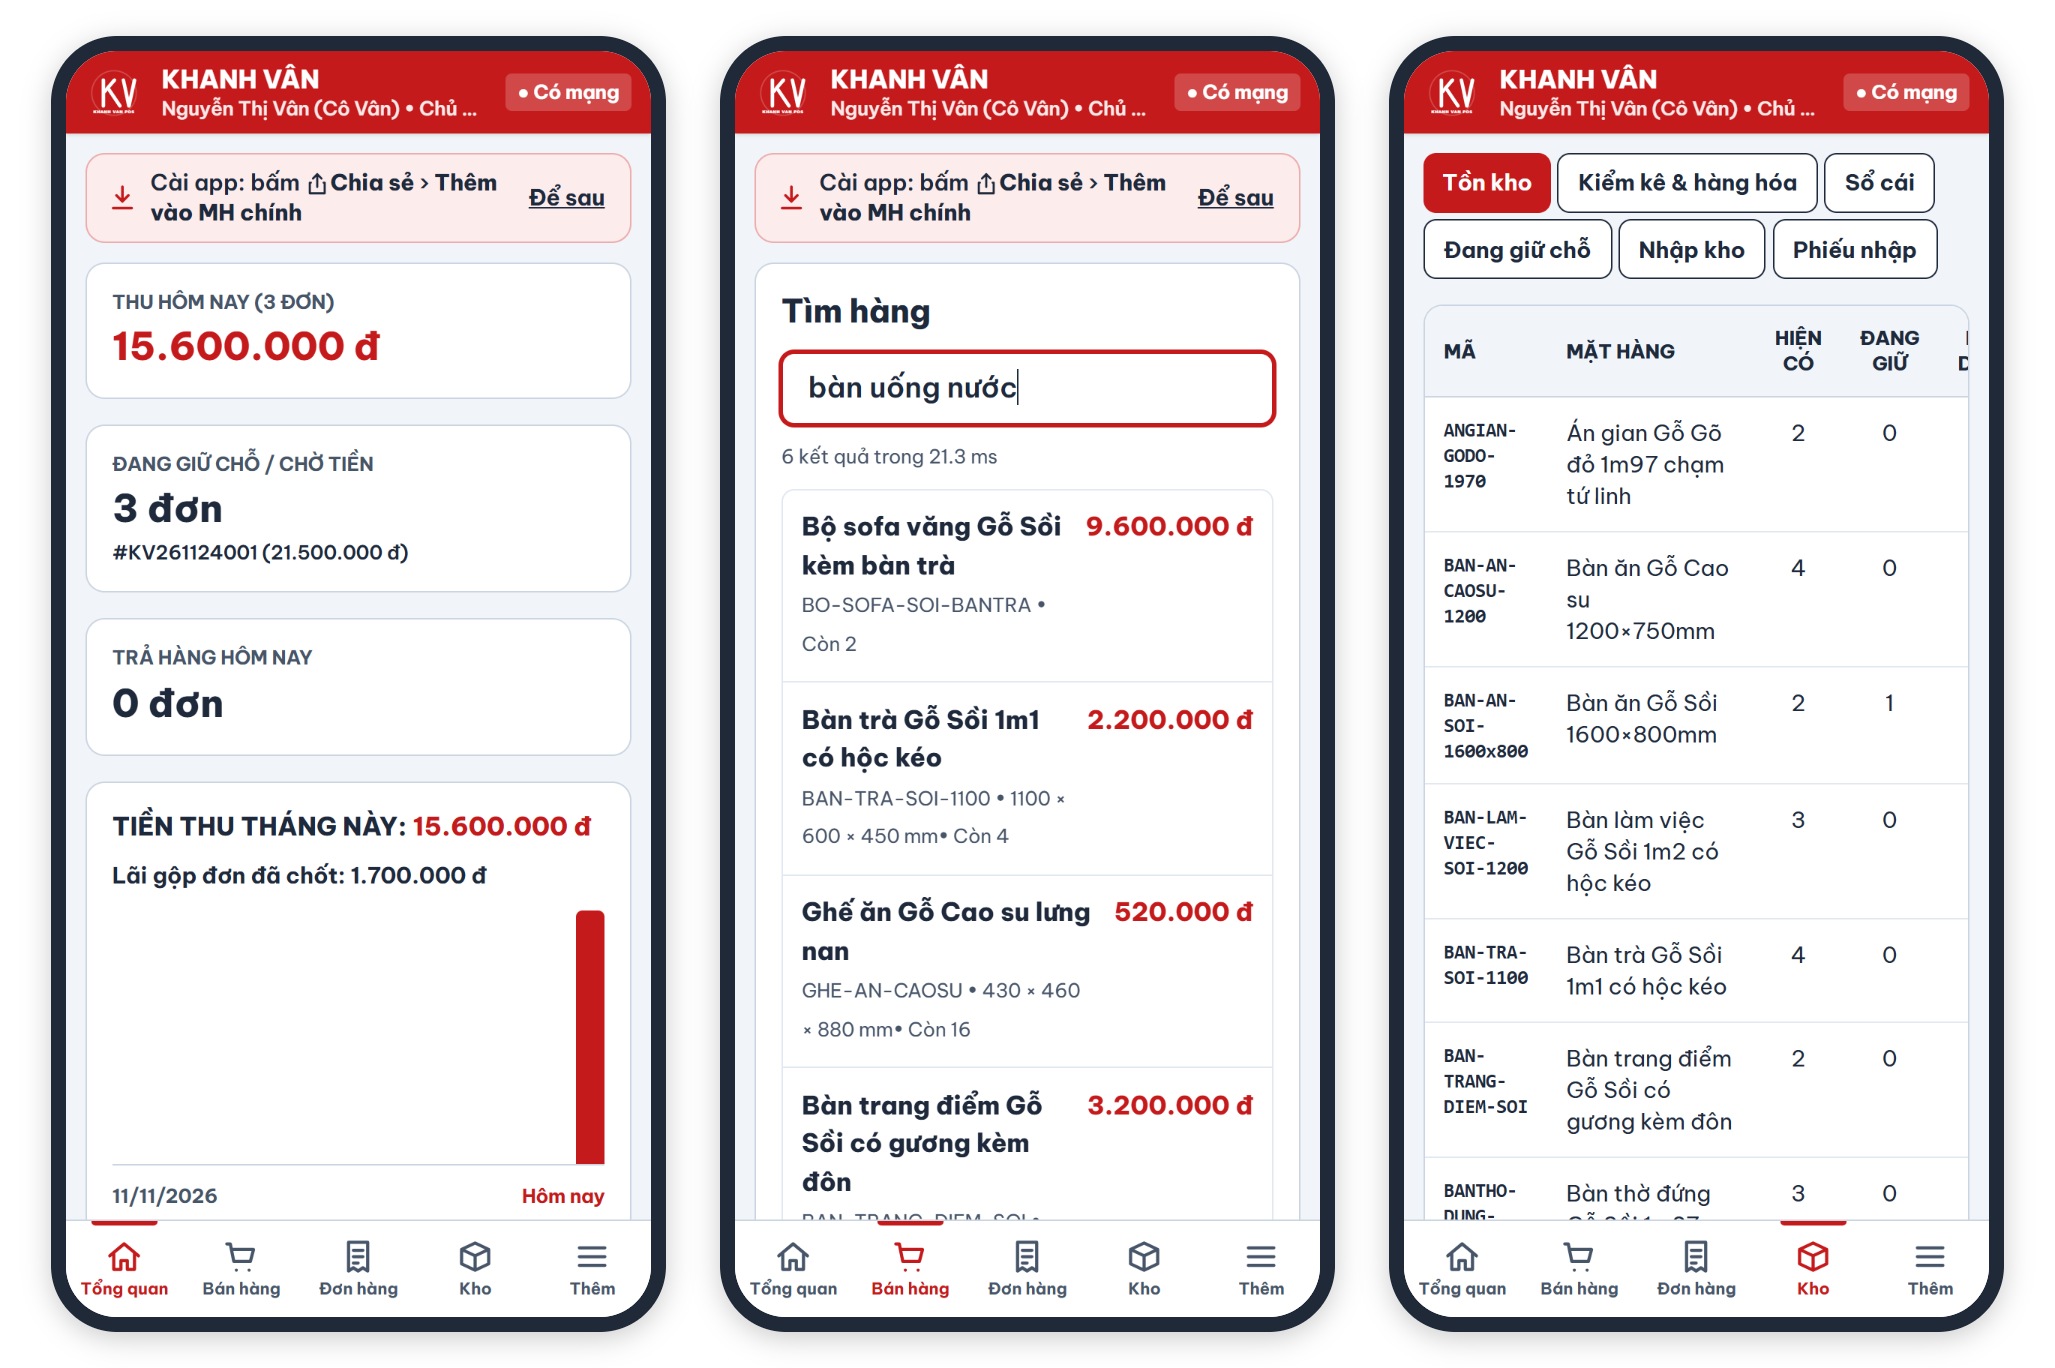 KV
KHANH VAN POS
KHANH VÂN
Nguyễn Thị Vân (Cô Vân) • Chủ ...
• Có mạng
Cài app: bấm Chia sẻ › Thêm
vào MH chính
Để sau
THU HÔM NAY (3 ĐƠN)
15.600.000 đ
ĐANG GIỮ CHỖ / CHỜ TIỀN
3 đơn
#KV261124001 (21.500.000 đ)
TRẢ HÀNG HÔM NAY
0 đơn
TIỀN THU THÁNG NÀY: 15.600.000 đ
Lãi gộp đơn đã chốt: 1.700.000 đ
11/11/2026
Hôm nay
Tổng quan
Bán hàng
Đơn hàng
Kho
Thêm
KV
KHANH VAN POS
KHANH VÂN
Nguyễn Thị Vân (Cô Vân) • Chủ ...
• Có mạng
Cài app: bấm Chia sẻ › Thêm
vào MH chính
Để sau
Tìm hàng
bàn uống nước
6 kết quả trong 21.3 ms
Bộ sofa văng Gỗ Sồi
kèm bàn trà
9.600.000 đ
BO-SOFA-SOI-BANTRA •
Còn 2
Bàn trà Gỗ Sồi 1m1
có hộc kéo
2.200.000 đ
BAN-TRA-SOI-1100 • 1100 ×
600 × 450 mm• Còn 4
Ghế ăn Gỗ Cao su lưng
nan
520.000 đ
GHE-AN-CAOSU • 430 × 460
× 880 mm• Còn 16
Bàn trang điểm Gỗ
Sồi có gương kèm
đôn
3.200.000 đ
BAN-TRANG-DIEM-SOI •
Tổng quan
Bán hàng
Đơn hàng
Kho
Thêm
KV
KHANH VAN POS
KHANH VÂN
Nguyễn Thị Vân (Cô Vân) • Chủ ...
• Có mạng
Tồn kho
Kiểm kê & hàng hóa
Sổ cái
Đang giữ chỗ
Nhập kho
Phiếu nhập
MÃ
MẶT HÀNG
HIỆN
CÓ
ĐANG
GIỮ
ANGIAN-
GODO-
1970
Án gian Gỗ Gõ
đỏ 1m97 chạm
tứ linh
2
0
BAN-AN-
CAOSU-
1200
Bàn ăn Gỗ Cao
su
1200×750mm
4
0
BAN-AN-
SOI-
1600x800
Bàn ăn Gỗ Sồi
1600×800mm
2
1
BAN-LAM-
VIEC-
SOI-1200
Bàn làm việc
Gỗ Sồi 1m2 có
hộc kéo
3
0
BAN-TRA-
SOI-1100
Bàn trà Gỗ Sồi
1m1 có hộc kéo
4
0
BAN-
TRANG-
DIEM-SOI
Bàn trang điểm
Gỗ Sồi có
gương kèm đôn
2
0
BANTHO-
DUNG-
Bàn thờ đứng
3
0
Tổng quan
Bán hàng
Đơn hàng
Kho
Thêm